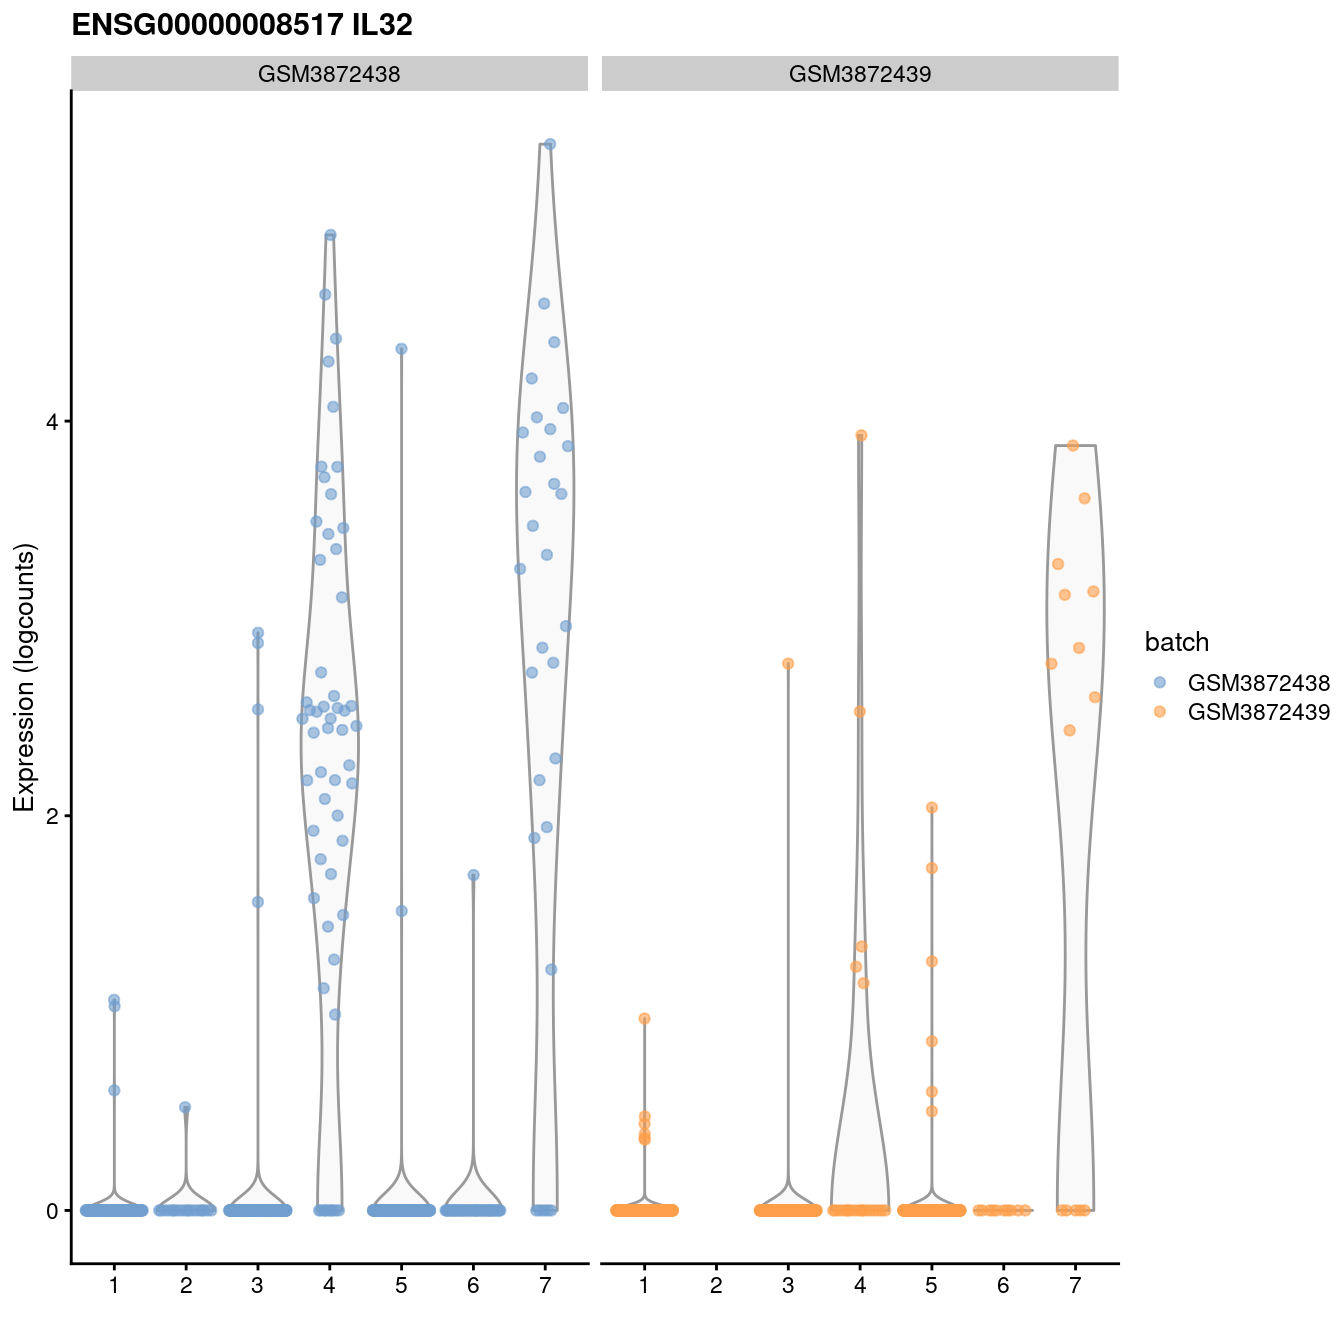 ENSG00000008517 IL32
GSM3872438 GSM3872439
Expression (logcounts)
4
2
0
1 2 3 4 5 6 7 1 2 3 4 5 6 7
batch
GSM3872438
GSM3872439